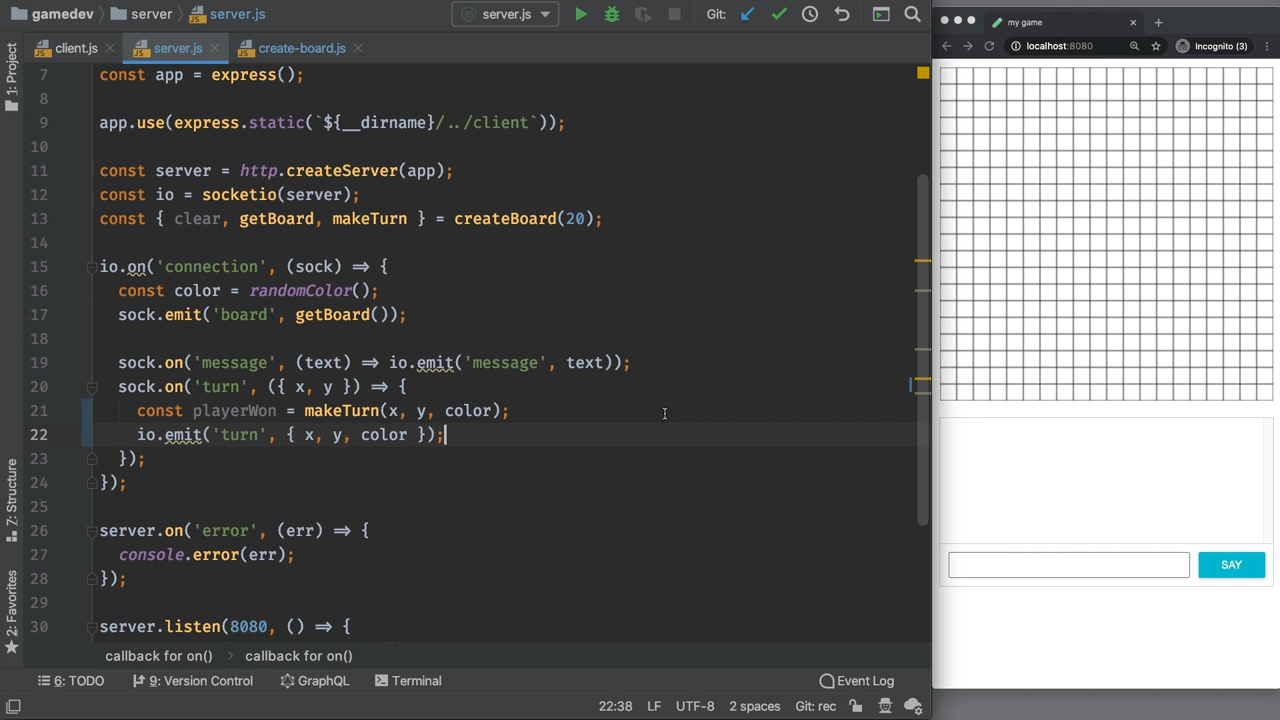 gamedev server server.js
server.js
Git:
client.js server.js create-board.js
1: Project
7: Structure
2: Favorites
7 const app = express();
8
9 app.use(express.static(`${__dirname}/../client`));
10
11 const server = http.createServer(app);
12 const io = socketio(server);
13 const { clear, getBoard, makeTurn } = createBoard(20);
14
15 io.on('connection', (sock) ⇒ {
16 const color = randomColor();
17 sock.emit('board', getBoard());
18
19 sock.on('message', (text) ⇒ io.emit('message', text));
20 sock.on('turn', ({ x, y }) ⇒ {
21 const playerWon = makeTurn(x, y, color);
22 io.emit('turn', { x, y, color });
23 });
24 });
25
26 server.on('error', (err) ⇒ {
27 console.error(err);
28 });
29
30 server.listen(8080, () ⇒ {
callback for on() callback for on()
6: TODO 9: Version Control GraphQL Terminal Event Log
22:38 LF UTF-8 2 spaces Git: rec
my game
localhost:8080 Incognito (3)
SAY